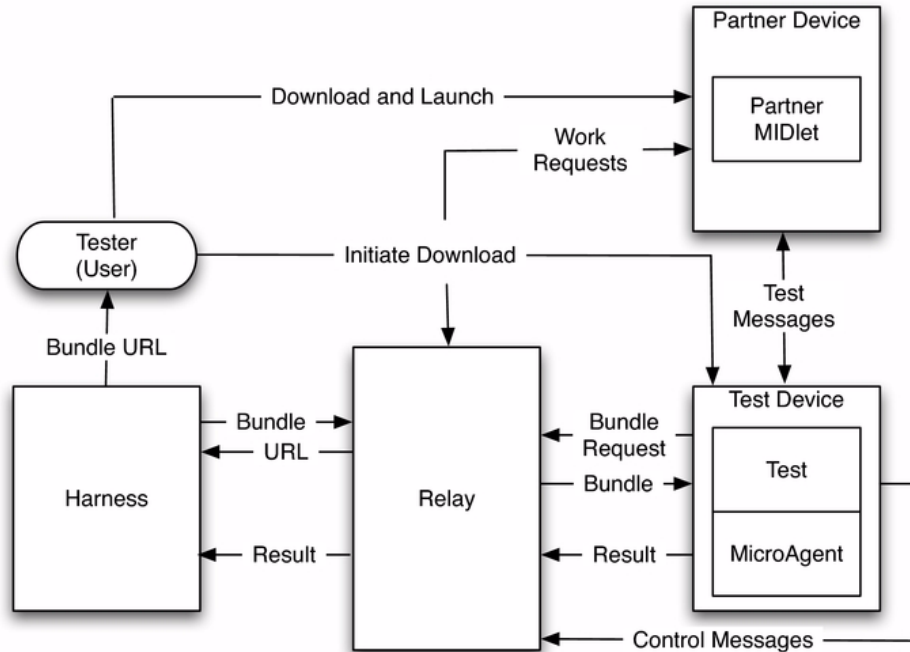 Partner Device
Download and Launch
Partner
MIDlet
Work
Requests
Tester
(User)
Initiate Download
Test
Messages
Bundle URL
Test Device
Bundle
URL
Bundle
Request
Test
Harness
Relay
Bundle
Result
Result
MicroAgent
Control Messages